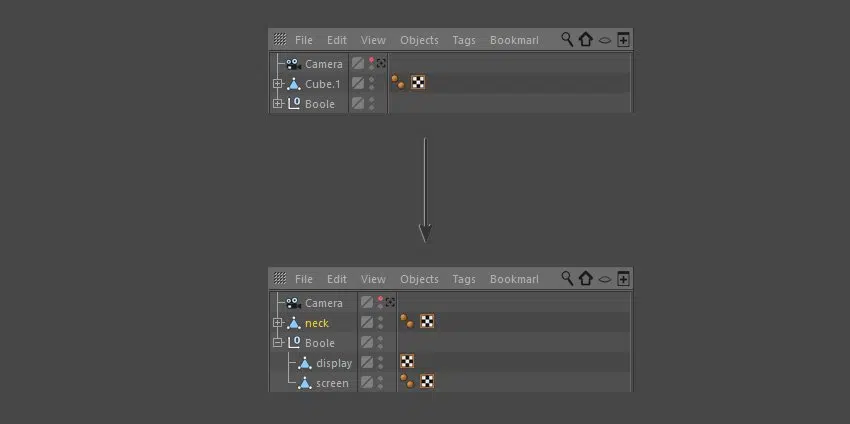 File Edit View Objects Tags Bookmarl
Camera
Cube.1
Boole
File Edit View Objects Tags Bookmarl
Camera
neck
Boole
display
screen